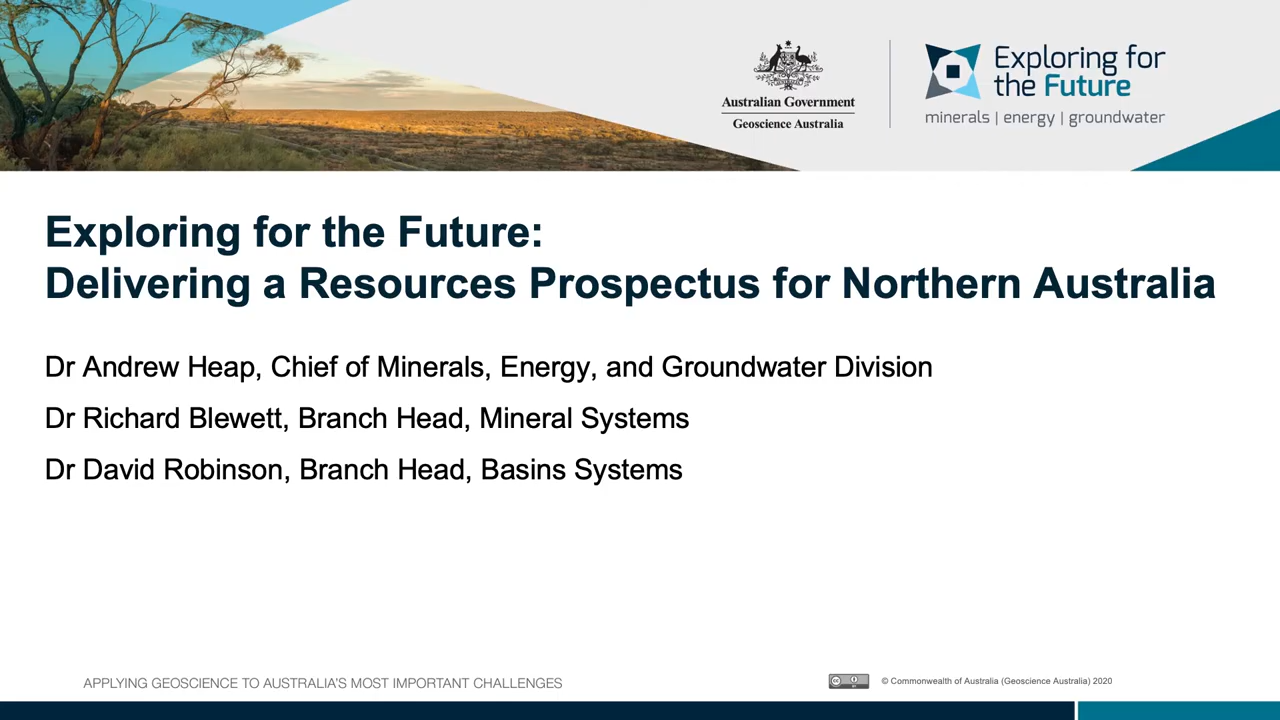 Australian Government
Geoscience Australia
Exploring for
the Future
minerals | energy | groundwater
Exploring for the Future:
Delivering a Resources Prospectus for Northern Australia
Dr Andrew Heap, Chief of Minerals, Energy, and Groundwater Division
Dr Richard Blewett, Branch Head, Mineral Systems
Dr David Robinson, Branch Head, Basins Systems
APPLYING GEOSCIENCE TO AUSTRALIA'S MOST IMPORTANT CHALLENGES
© Commonwealth of Australia (Geoscience Australia) 2020